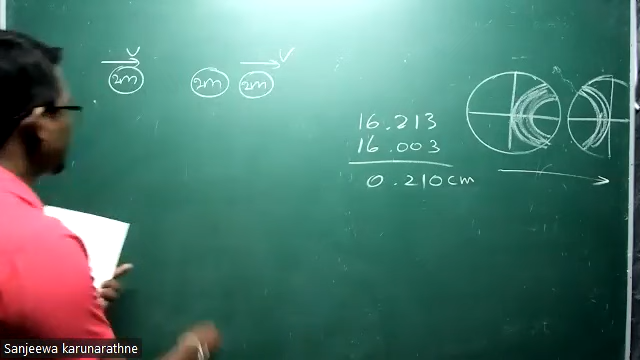 V
V
2m 2m 2m
16.213
16.003
0.210cm
Sanjeewa karunarathne